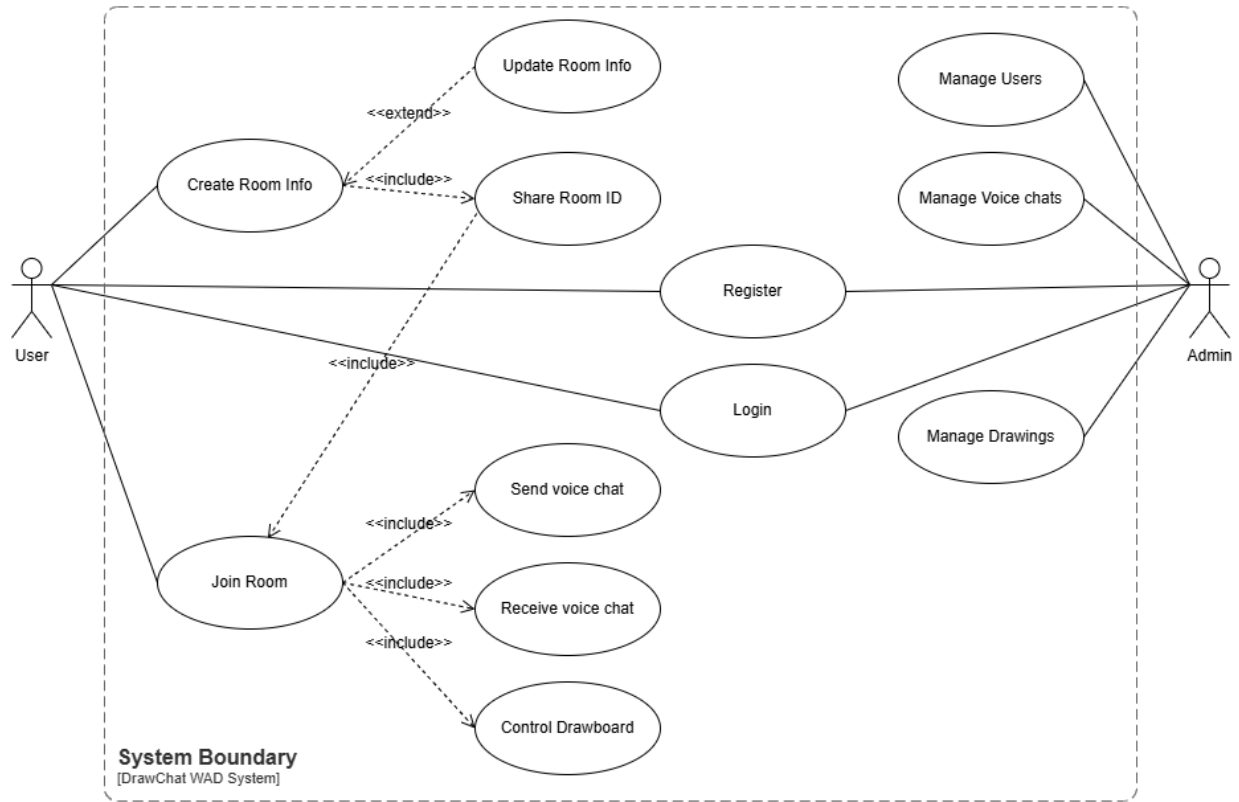 Update Room Info
Manage Users
<<extend>>
Create Room Info
<<include>>
Share Room ID
Manage Voice chats
Register
User
<<include>>
Admin
Login
Manage Drawings
Send voice chat
<<include>>
Join Room
<<include>>
Receive voice chat
<<include>>
Control Drawboard
System Boundary
[DrawChat WAD System]